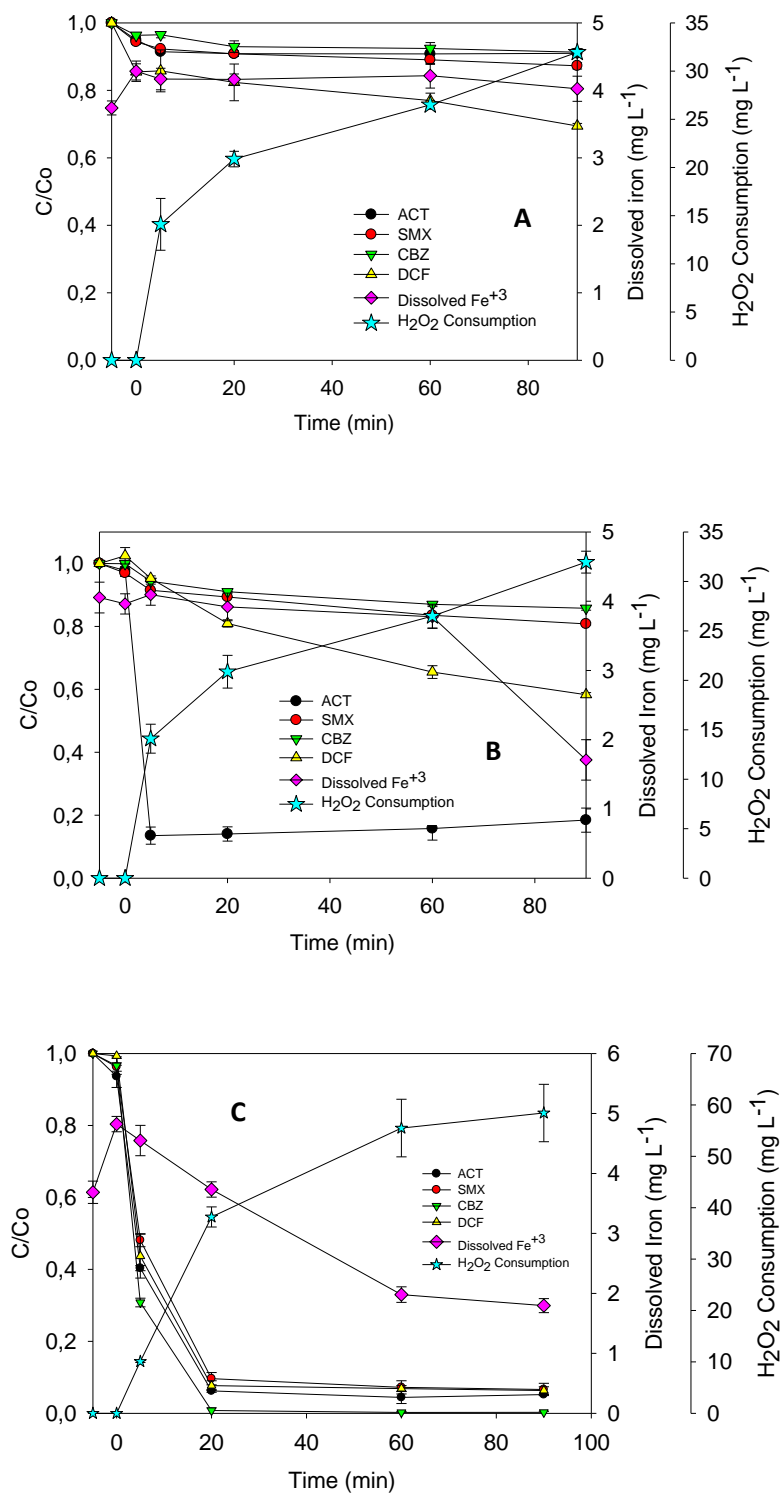 1,0
0,8
0,6
0,4
0,2
0,0
C/Co
0 20 40 60 80
Time (min)
ACT
SMX
CBZ
DCF
Dissolved Fe+3
H2O2 Consumption
A
5
4
3
2
1
0
Dissolved iron (mg L-1)
35
30
25
20
15
10
5
0
H2O2 Consumption (mg L-1)
1,0
0,8
0,6
0,4
0,2
0,0
C/Co
0 20 40 60 80
Time (min)
ACT
SMX
CBZ
DCF
Dissolved Fe+3
H2O2 Consumption
B
5
4
3
2
1
0
Dissolved Iron (mg L-1)
35
30
25
20
15
10
5
0
H2O2 Consumption (mg L-1)
1,0
0,8
0,6
0,4
0,2
0,0
C/Co
0 20 40 60 80 100
Time (min)
C
ACT
SMX
CBZ
DCF
Dissolved Fe+3
H2O2 Consumption
6
5
4
3
2
1
0
Dissolved Iron (mg L-1)
70
60
50
40
30
20
10
0
H2O2 Consumption (mg L-1)